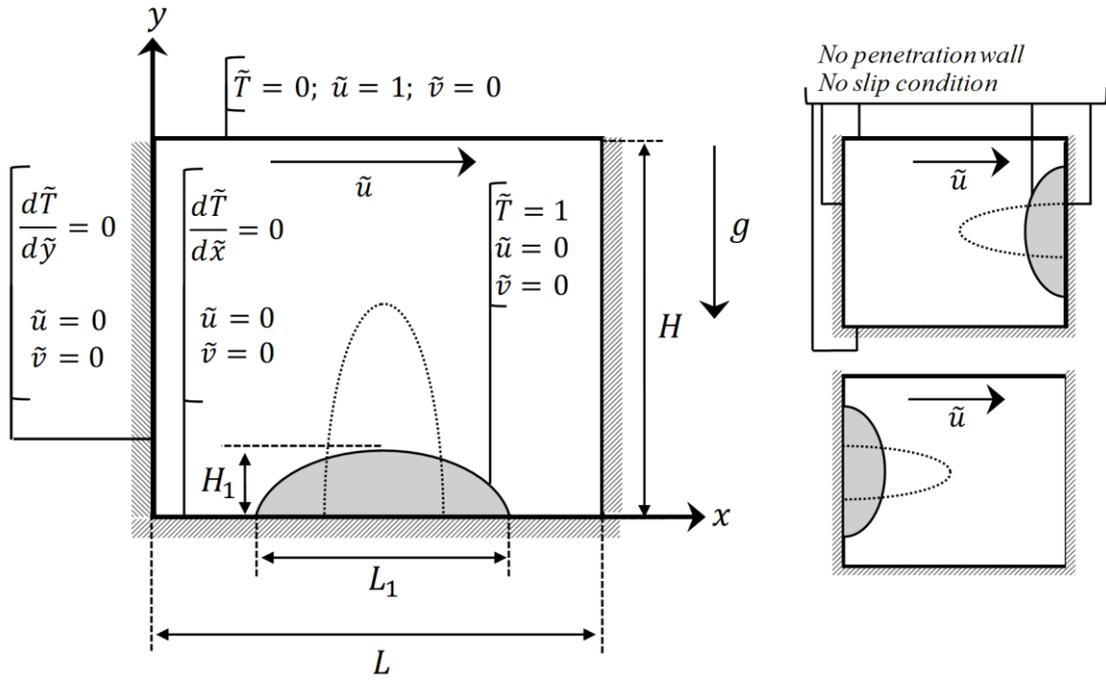 y
T̃ = 0; ũ = 1; ṽ = 0
ũ
dT̃/dỹ = 0
ũ = 0
ṽ = 0
dT̃/dx̃ = 0
ũ = 0
ṽ = 0
T̃ = 1
ũ = 0
ṽ = 0
g
H
H₁
x
L₁
L
No penetration wall
No slip condition
ũ
ũ